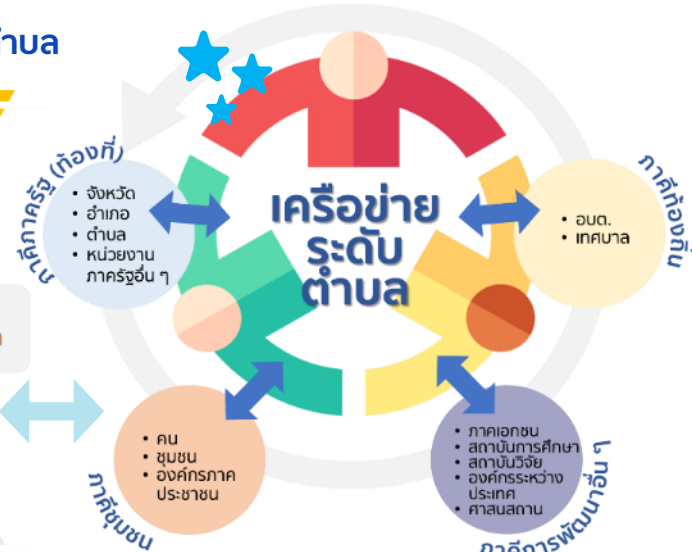 ภาคีภาครัฐ (ท้องที่)
• จังหวัด
• อำเภอ
• ตำบล
• หน่วยงาน
ภาครัฐอื่น ๆ
เครือข่าย
ระดับ
ตำบล
ภาคีท้องถิ่น
• อบต.
• เทศบาล
• คน
• ชุมชน
• องค์กรภาค
ประชาชน
ภาคีชุมชน
• ภาคเอกชน
• สถาบันการศึกษา
• สถาบันวิจัย
• องค์กรระหว่าง
ประเทศ
• ศาสนสถาน
ภาคีการพัฒนาอื่น ๆ